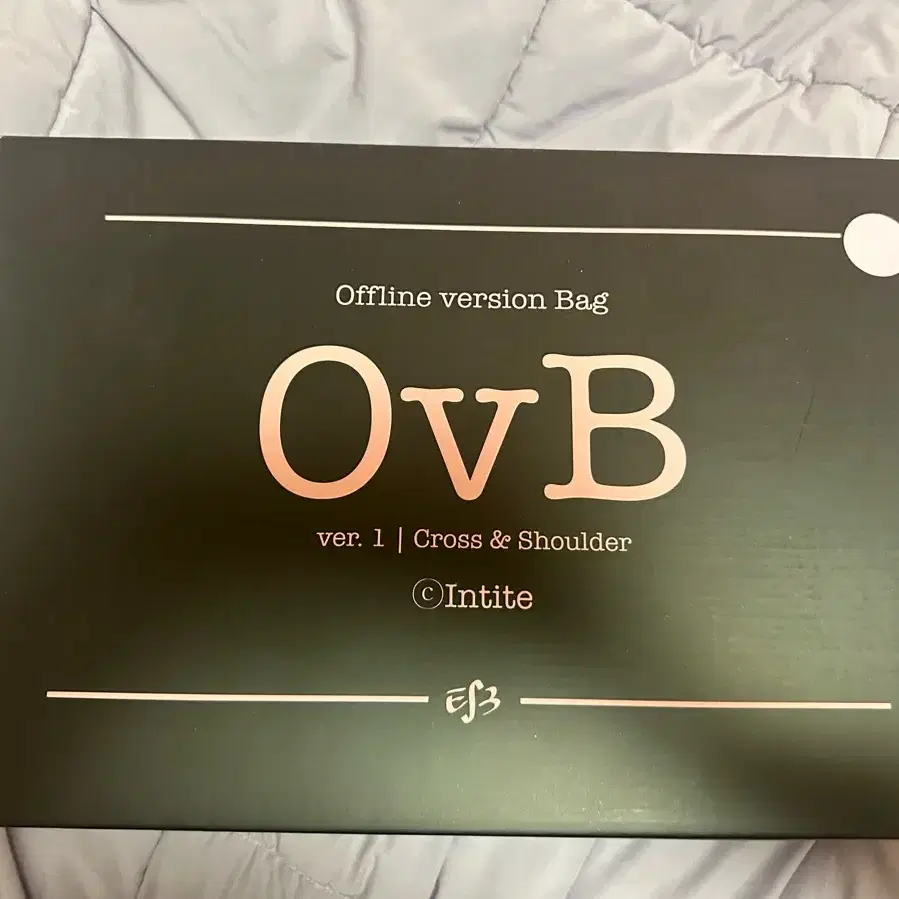 Offline version Bag
OvB
ver. 1 | Cross & Shoulder
ⓒIntite